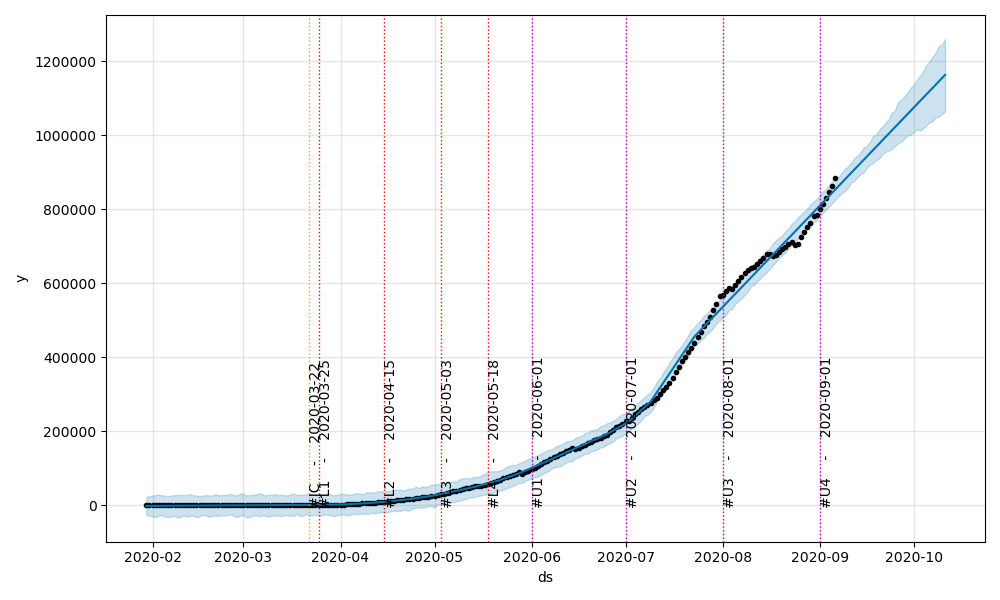 1200000
1000000
800000
600000
400000
200000
0
y
#JC - 2020-03-22
#L1 - 2020-03-25
#L2 - 2020-04-15
#L3 - 2020-05-03
#L4 - 2020-05-18
#U1 - 2020-06-01
#U2 - 2020-07-01
#U3 - 2020-08-01
#U4 - 2020-09-01
2020-02 2020-03 2020-04 2020-05 2020-06 2020-07 2020-08 2020-09 2020-10
ds